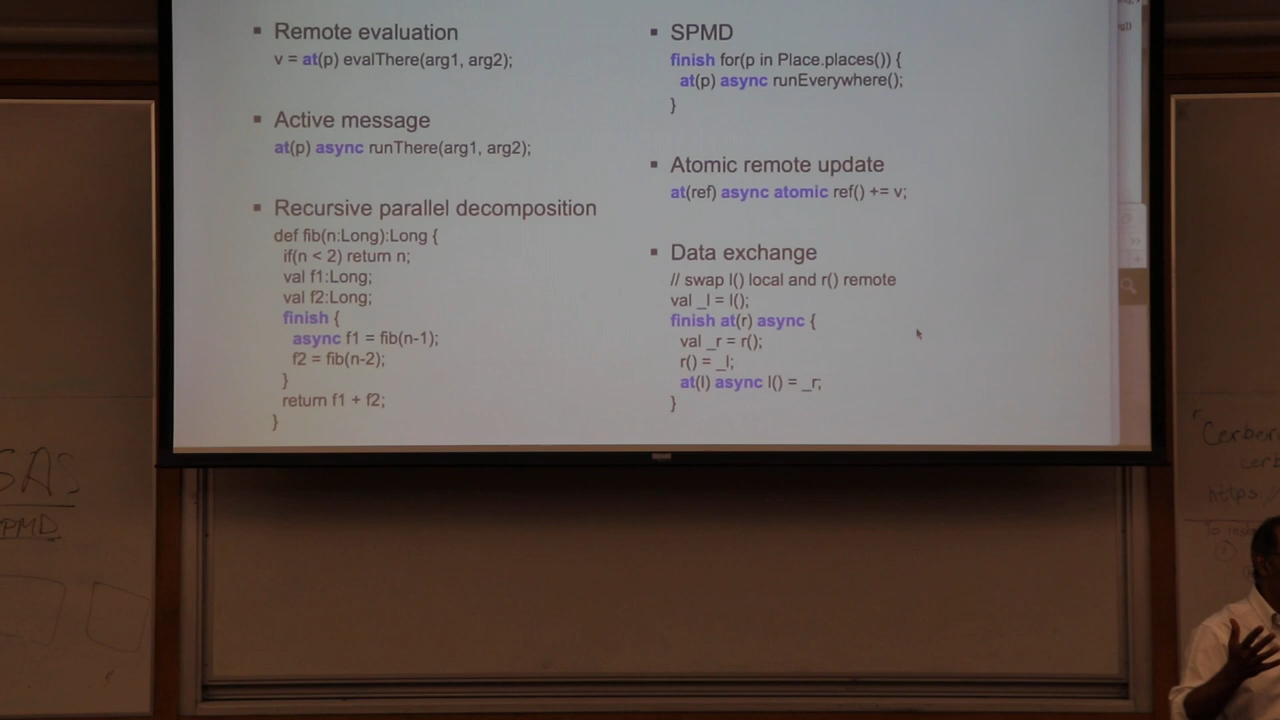 ▪ Remote evaluation
v = at(p) evalThere(arg1, arg2);
▪ Active message
at(p) async runThere(arg1, arg2);
▪ Recursive parallel decomposition
def fib(n:Long):Long {
if(n < 2) return n;
val f1:Long;
val f2:Long;
finish {
async f1 = fib(n-1);
f2 = fib(n-2);
}
return f1 + f2;
}
▪ SPMD
finish for(p in Place.places()) {
at(p) async runEverywhere();
}
▪ Atomic remote update
at(ref) async atomic ref() += v;
▪ Data exchange
// swap l() local and r() remote
val _l = l();
finish at(r) async {
val _r = r();
r() = _l;
at(l) async l() = _r;
}
https:
To